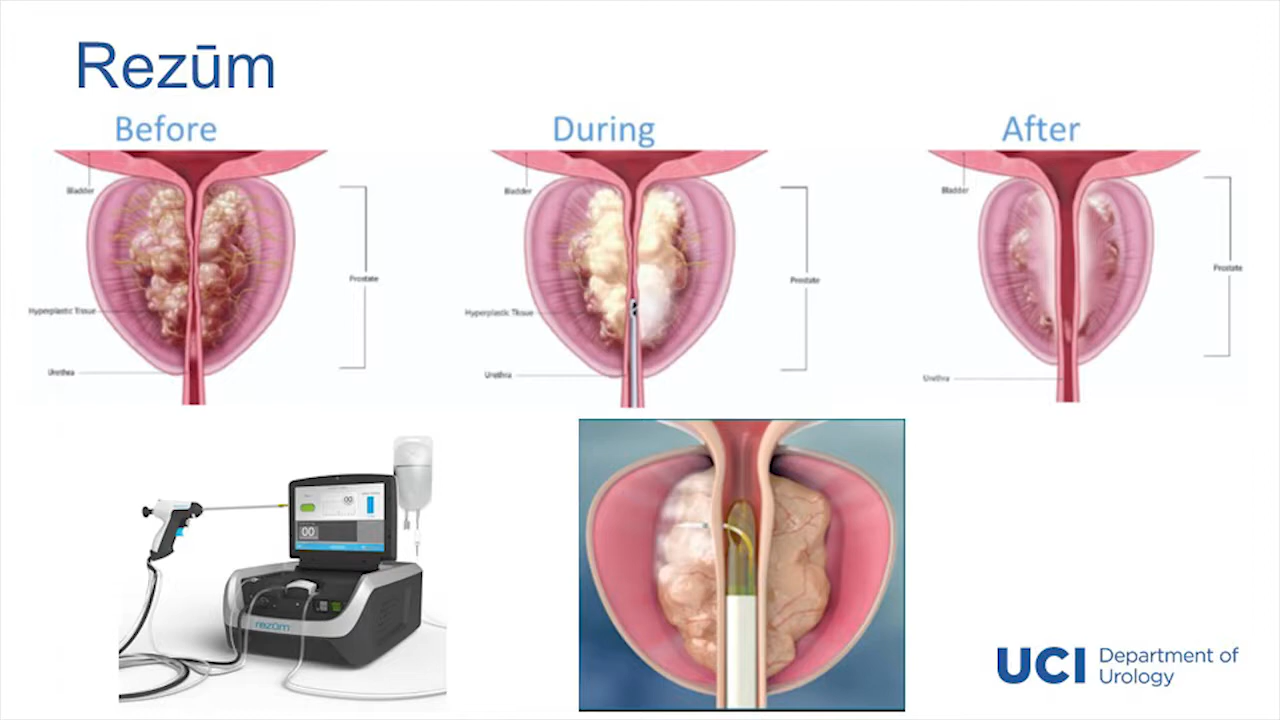 Rezūm
Before
During
After
Bladder
Bladder
Bladder
Prostate
Prostate
Prostate
Hyperplastic Tissue
Hyperplastic Tissue
Urethra
Urethra
Urethra
00
00
rezūm
UCI Department of
Urology